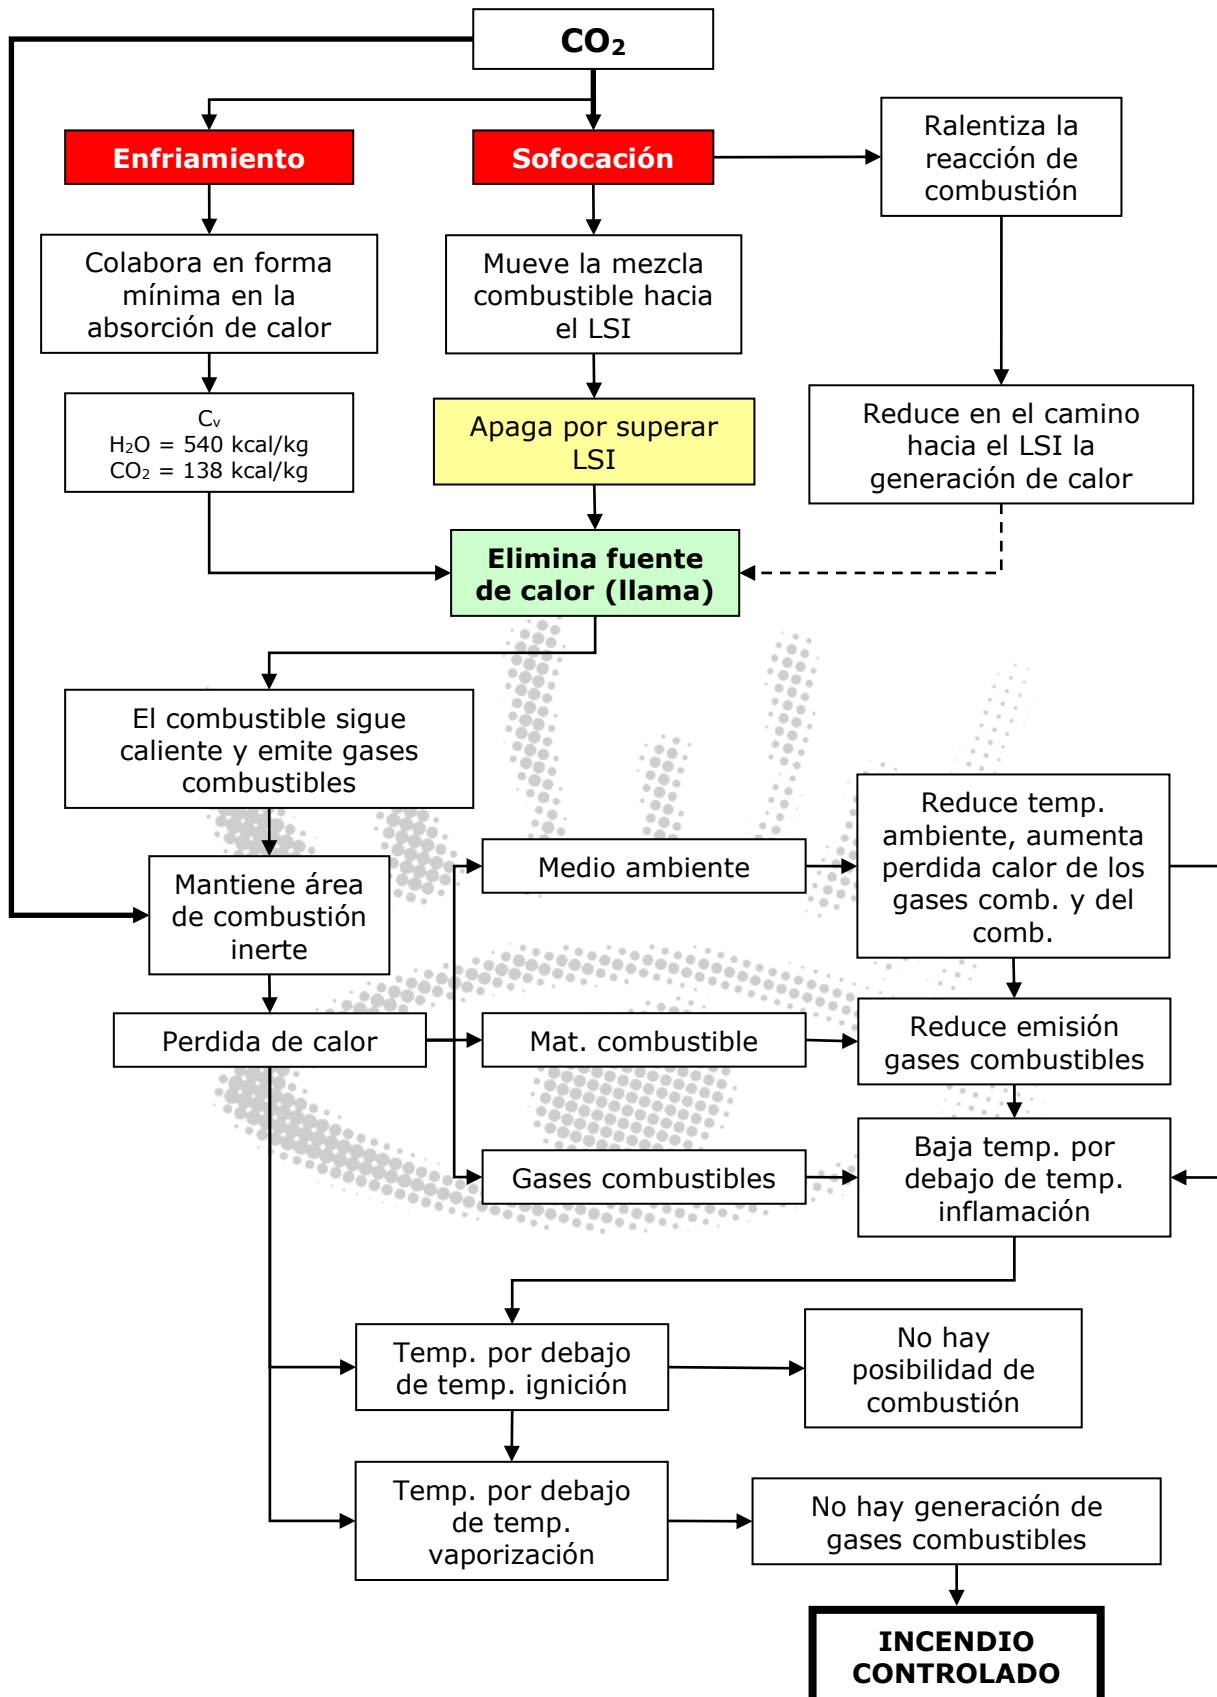 CO₂
Enfriamiento
Sofocación
Ralentiza la
reacción de
combustión
Colabora en forma
mínima en la
absorción de calor
Mueve la mezcla
combustible hacia
el LSI
Cᵥ
H₂O = 540 kcal/kg
CO₂ = 138 kcal/kg
Apaga por superar
LSI
Reduce en el camino
hacia el LSI la
generación de calor
Elimina fuente
de calor (llama)
El combustible sigue
caliente y emite gases
combustibles
Mantiene área
de combustión
inerte
Medio ambiente
Reduce temp.
ambiente, aumenta
perdida calor de los
gases comb. y del
comb.
Perdida de calor
Mat. combustible
Reduce emisión
gases combustibles
Gases combustibles
Baja temp. por
debajo de temp.
inflamación
Temp. por debajo
de temp. ignición
No hay
posibilidad de
combustión
Temp. por debajo
de temp.
vaporización
No hay generación de
gases combustibles
INCENDIO
CONTROLADO